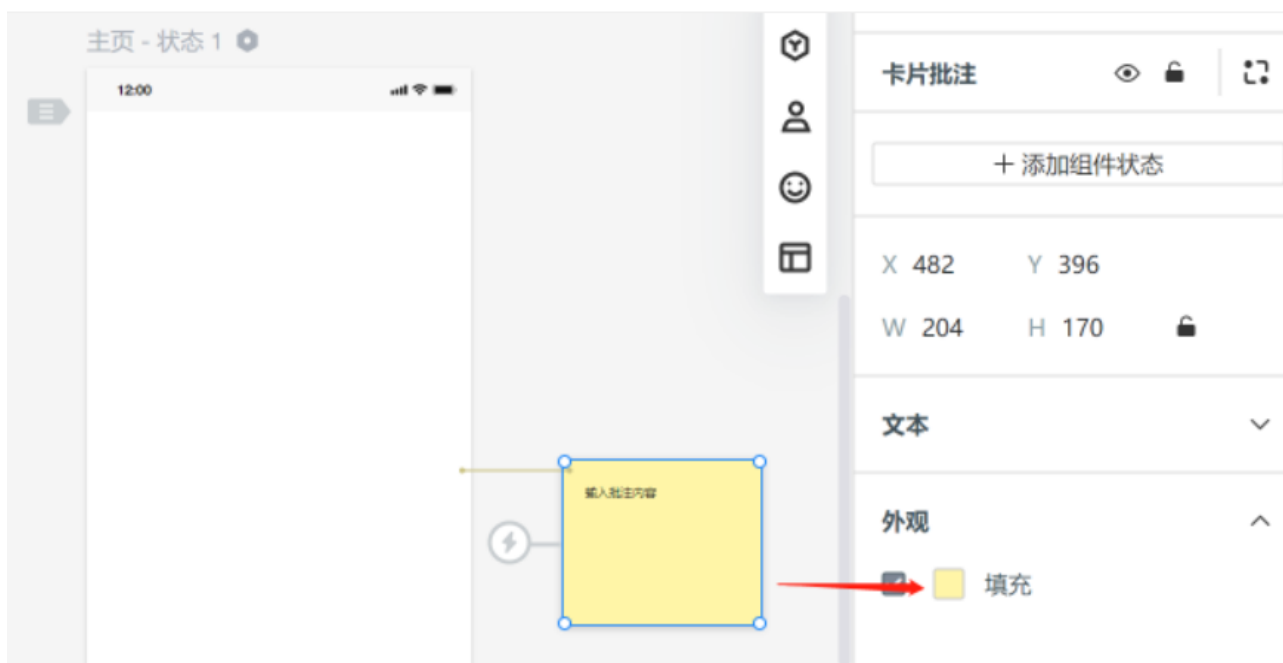 主页 - 状态 1
12:00
输入批注内容
卡片批注
+ 添加组件状态
X 482 Y 396
W 204 H 170
文本
外观
填充